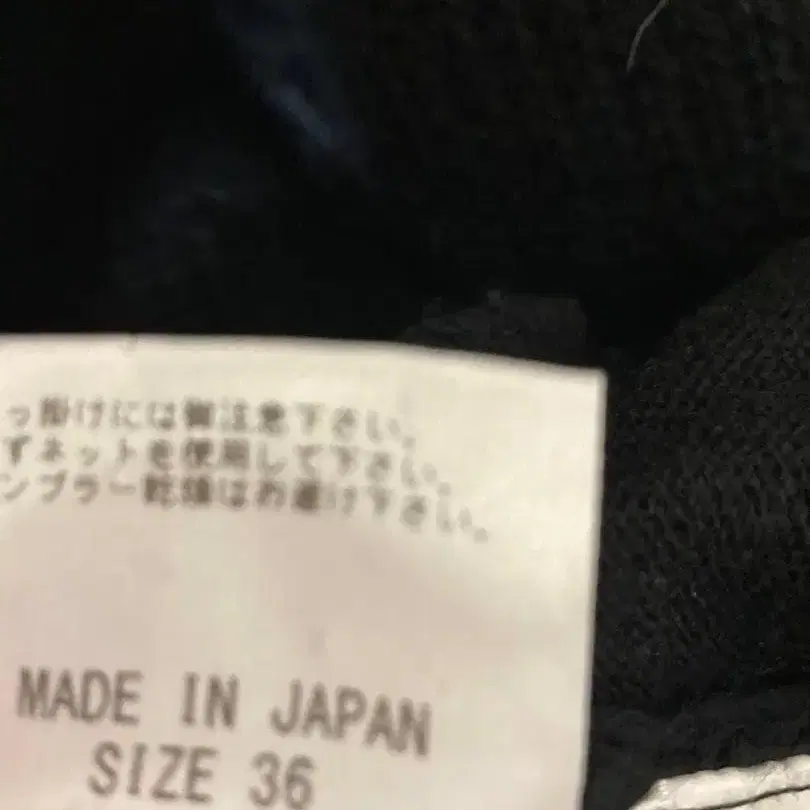 っ掛けには御注意下さい。
ずネットを使用して下さい。
ンブラー乾燥はお避け下さい。
MADE IN JAPAN
SIZE 36